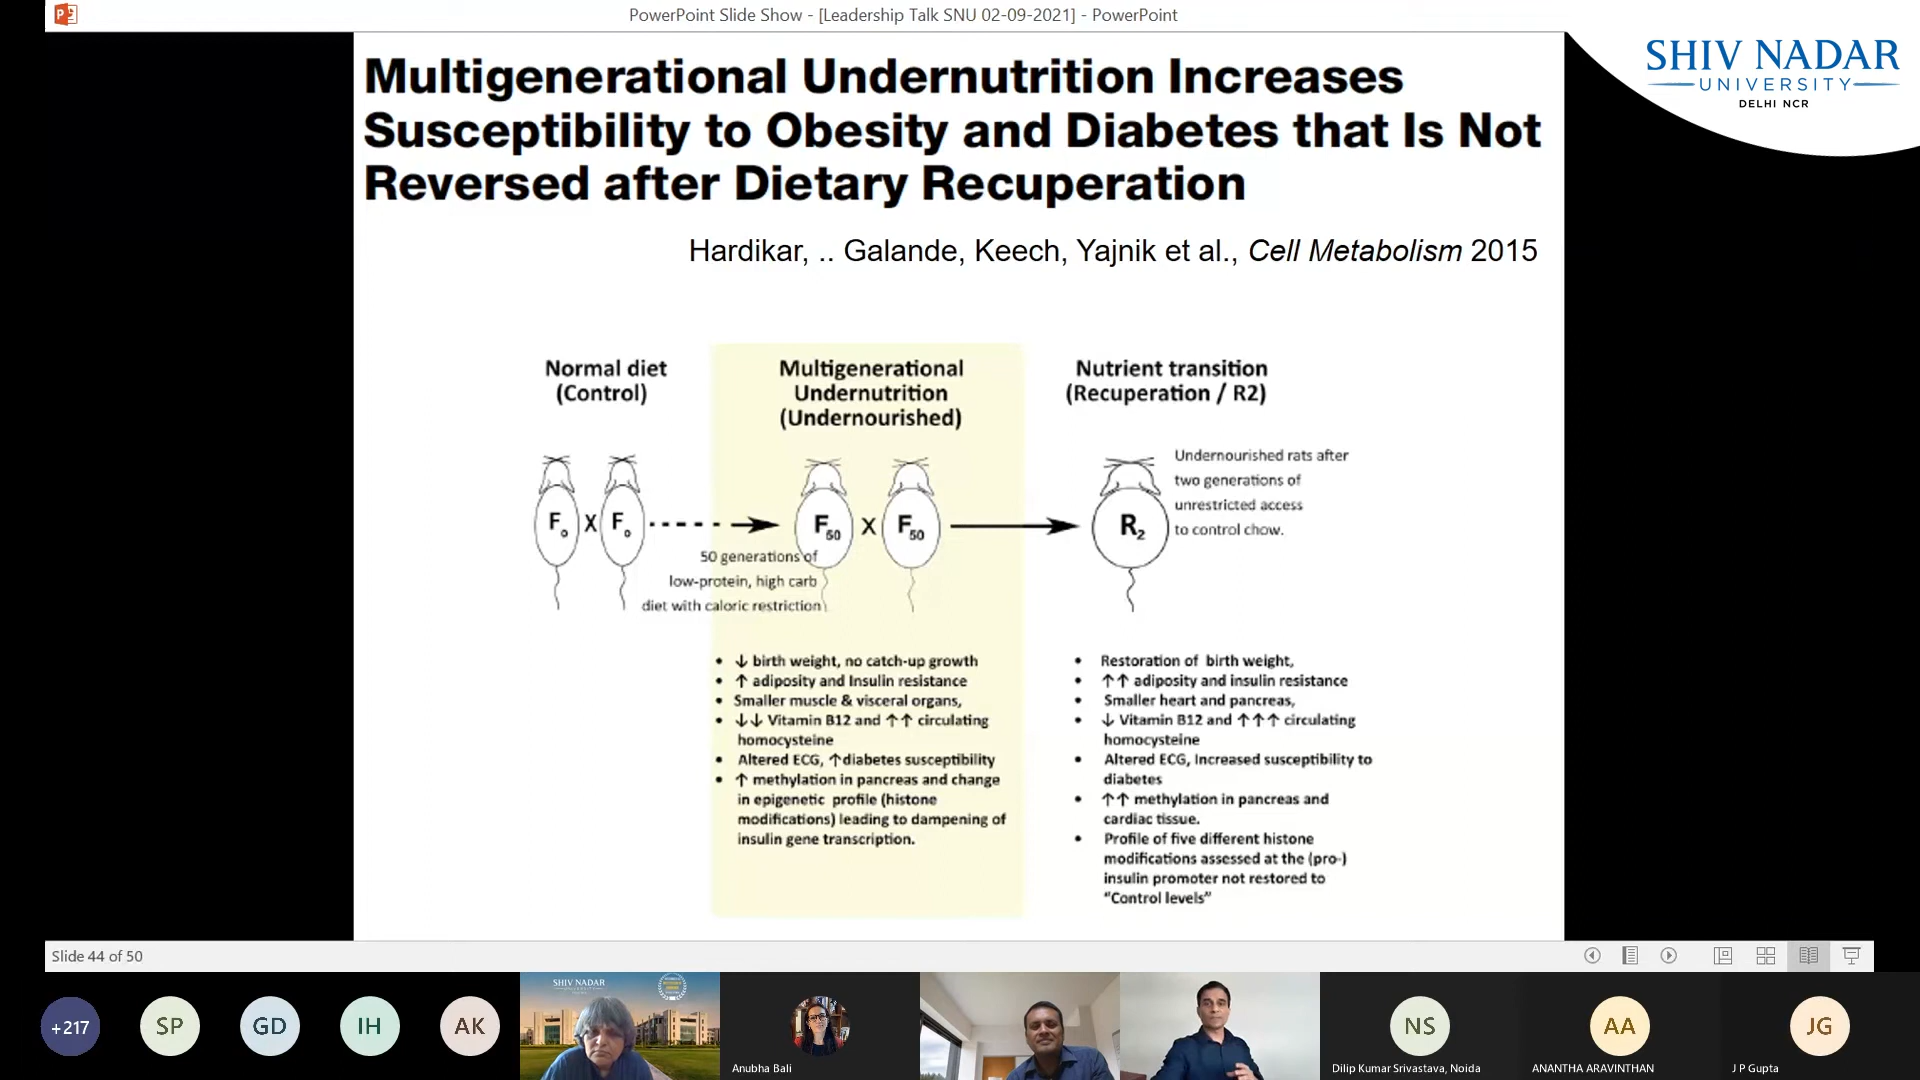 PowerPoint Slide Show - [Leadership Talk SNU 02-09-2021] - PowerPoint
SHIV NADAR
UNIVERSITY
DELHI NCR
Multigenerational Undernutrition Increases
Susceptibility to Obesity and Diabetes that Is Not
Reversed after Dietary Recuperation
Hardikar, .. Galande, Keech, Yajnik et al., Cell Metabolism 2015
Normal diet
(Control)
Multigenerational
Undernutrition
(Undernourished)
Nutrient transition
(Recuperation / R2)
F₀ X F₀
50 generations of
low-protein, high carb
diet with caloric restriction
F₅₀ X F₅₀
R₂
Undernourished rats after
two generations of
unrestricted access
to control chow.
• ↓ birth weight, no catch-up growth
• ↑ adiposity and Insulin resistance
• Smaller muscle & visceral organs,
• ↓↓ Vitamin B12 and ↑↑ circulating
homocysteine
• Altered ECG, ↑diabetes susceptibility
• ↑ methylation in pancreas and change
in epigenetic profile (histone
modifications) leading to dampening of
insulin gene transcription.
• Restoration of birth weight,
• ↑↑ adiposity and insulin resistance
• Smaller heart and pancreas,
• ↓ Vitamin B12 and ↑↑↑ circulating
homocysteine
• Altered ECG, Increased susceptibility to
diabetes
• ↑↑ methylation in pancreas and
cardiac tissue.
• Profile of five different histone
modifications assessed at the (pro-)
insulin promoter not restored to
“Control levels”
Slide 44 of 50
+217
SP
GD
IH
AK
SHIV NADAR
Anubha Bali
NS
Dilip Kumar Srivastava, Noida
AA
ANANTHA ARAVINTHAN
JG
J P Gupta